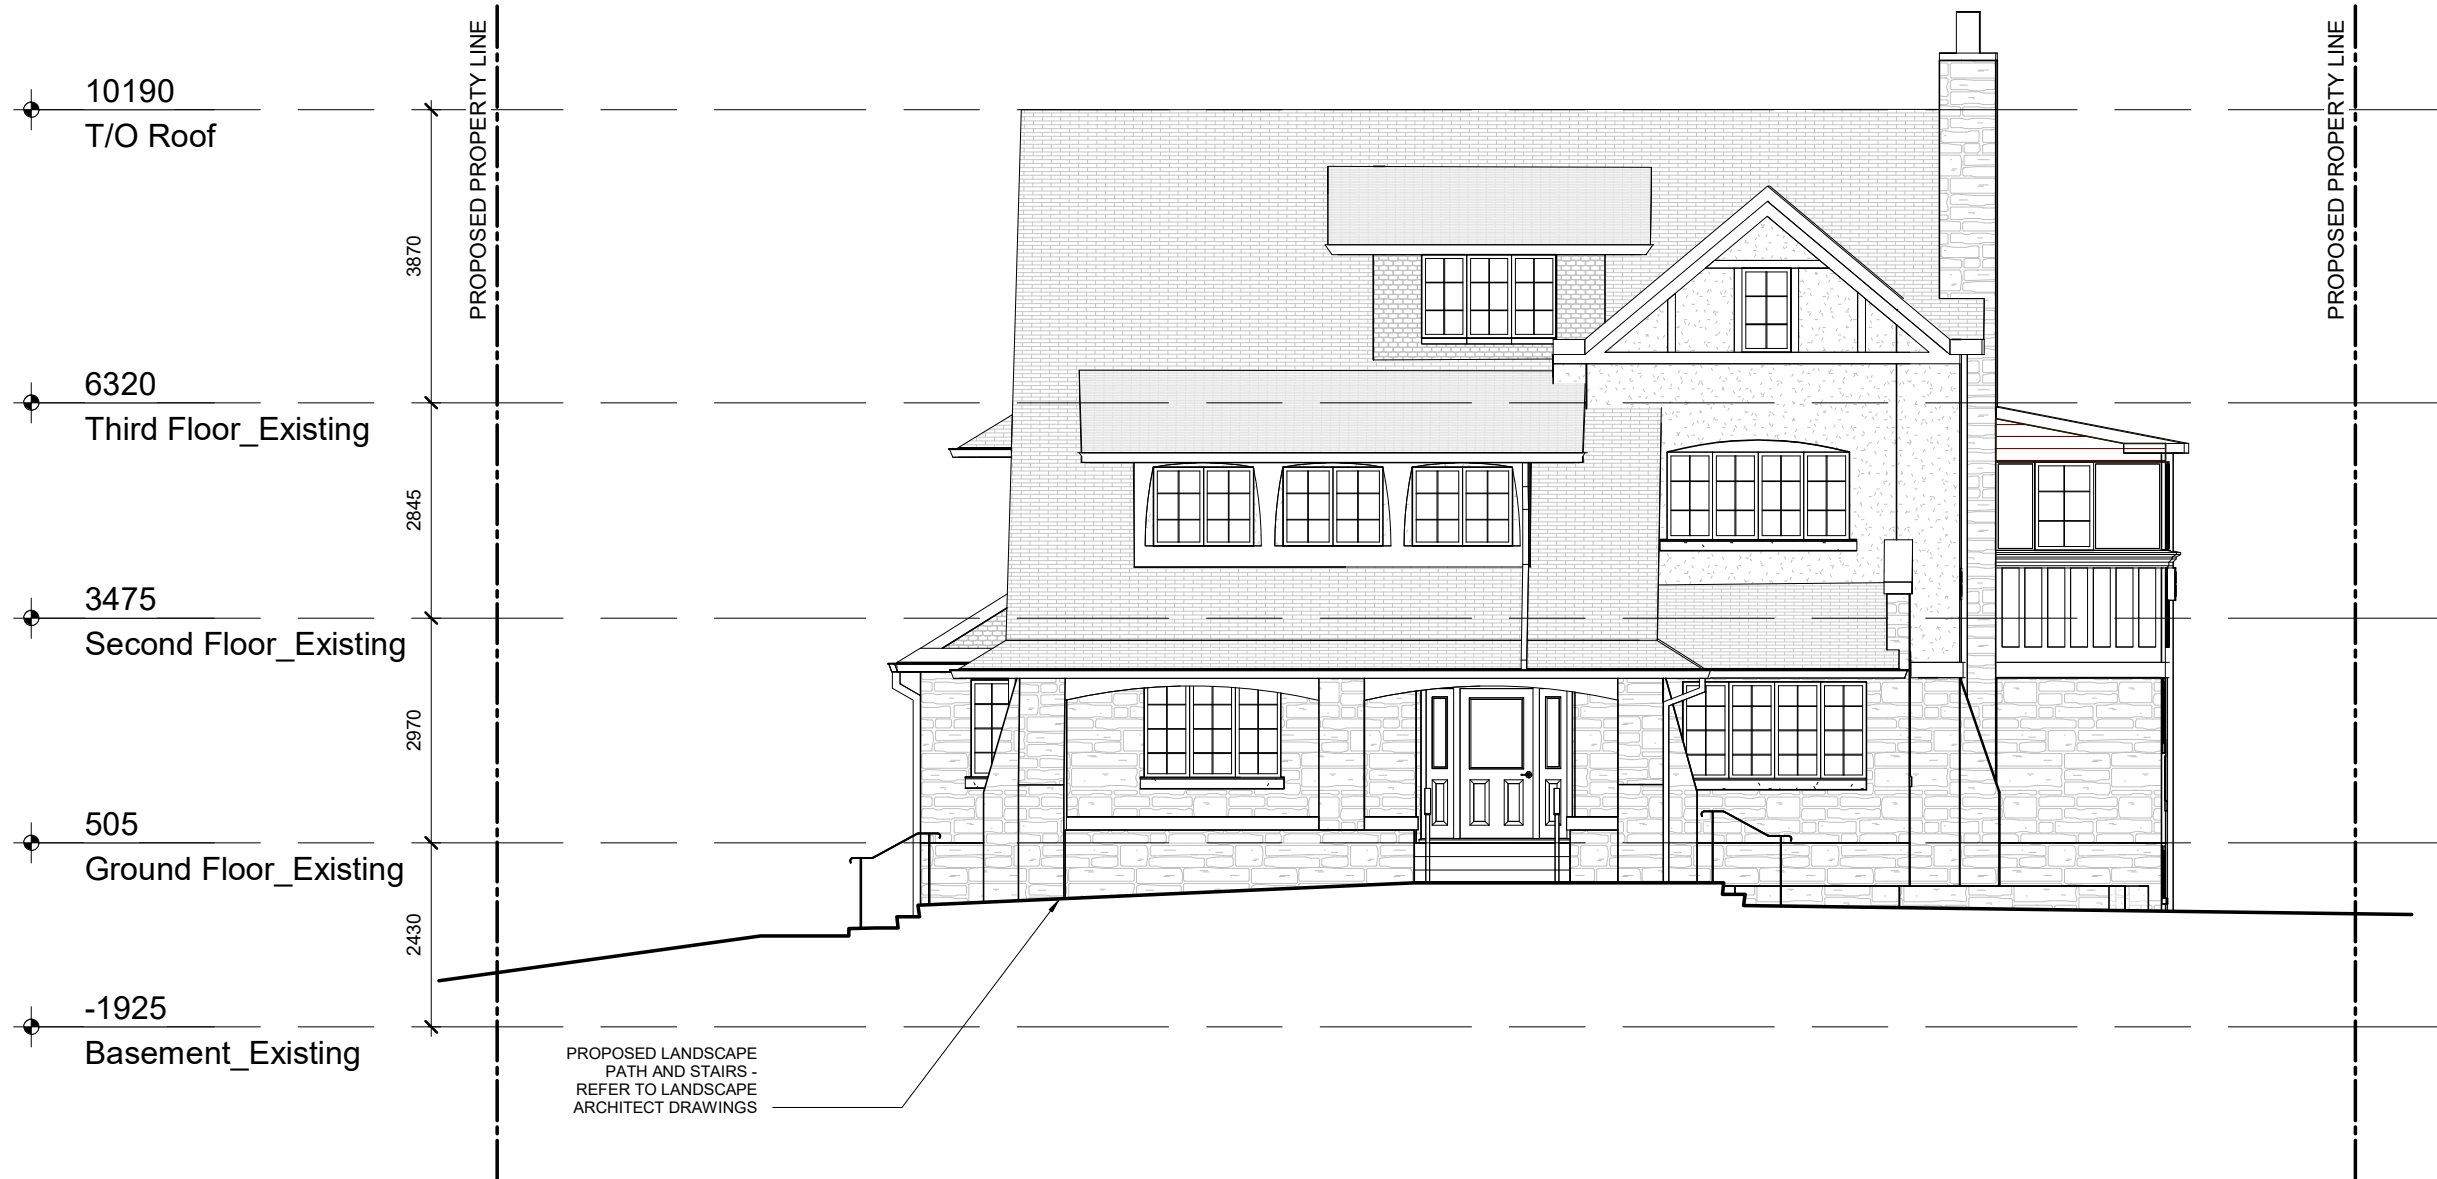 PROPOSED PROPERTY LINE
PROPOSED PROPERTY LINE
10190
T/O Roof
3870
6320
Third Floor_Existing
2845
3475
Second Floor_Existing
2970
505
Ground Floor_Existing
2430
-1925
Basement_Existing
PROPOSED LANDSCAPE
PATH AND STAIRS -
REFER TO LANDSCAPE
ARCHITECT DRAWINGS